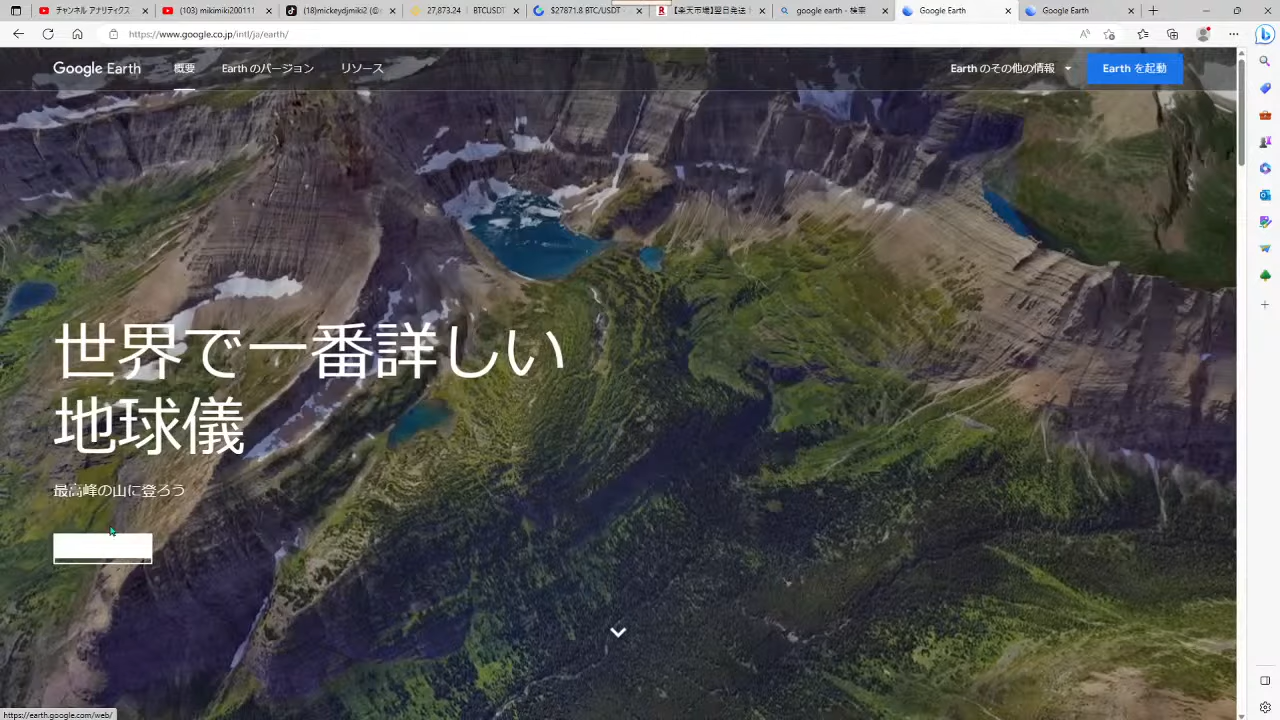 チャンネル アナリティクス
(103) mikimiki200111
(18)mickeydjmiki2 (@
27,873.24 | BTCUSDT
$27871.8 BTC/USDT ·
【楽天市場】翌日発送！
google earth - 検索
Google Earth
Google Earth
https://www.google.co.jp/intl/ja/earth/
Google Earth
概要
Earth のバージョン
リソース
Earth のその他の情報
Earth を起動
世界で一番詳しい
地球儀
最高峰の山に登ろう
https://earth.google.com/web/